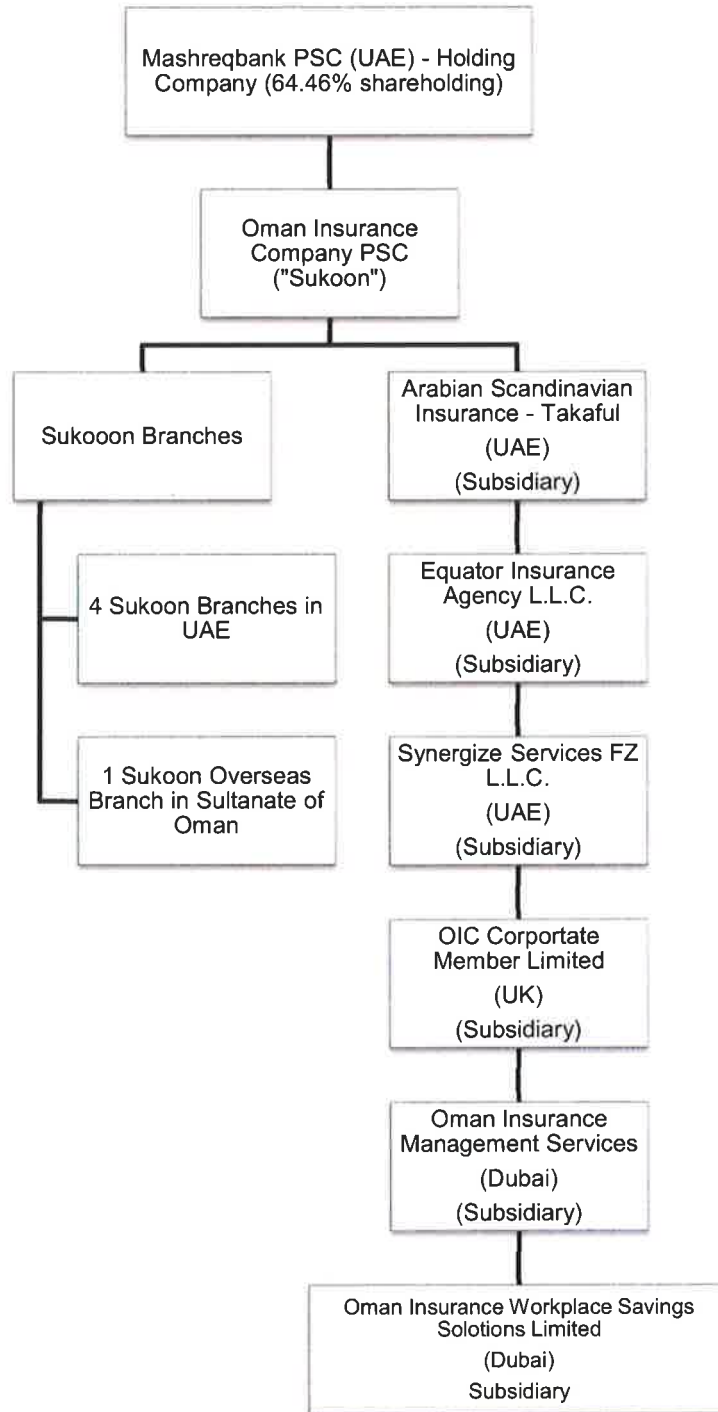 Mashreqbank PSC (UAE) - Holding
Company (64.46% shareholding)
Oman Insurance
Company PSC
("Sukoon")
Sukooon Branches
4 Sukoon Branches in
UAE
1 Sukoon Overseas
Branch in Sultanate of
Oman
Arabian Scandinavian
Insurance - Takaful
(UAE)
(Subsidiary)
Equator Insurance
Agency L.L.C.
(UAE)
(Subsidiary)
Synergize Services FZ
L.L.C.
(UAE)
(Subsidiary)
OIC Corportate
Member Limited
(UK)
(Subsidiary)
Oman Insurance
Management Services
(Dubai)
(Subsidiary)
Oman Insurance Workplace Savings
Solotions Limited
(Dubai)
Subsidiary